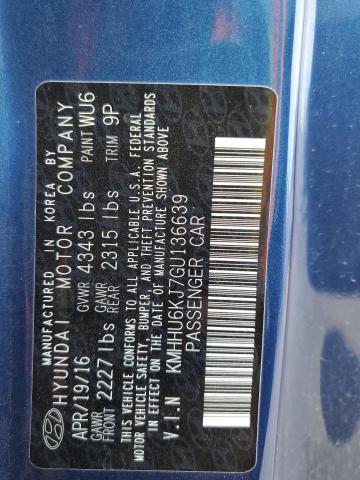 MANUFACTURED IN KOREA BY
HYUNDAI MOTOR COMPANY
APR/19/16 GVWR 4343 lbs PAINT WU6
GAWR FRONT 2227 lbs GAWR REAR 2315 lbs TRIM 9P
THIS VEHICLE CONFORMS TO ALL APPLICABLE U.S.A. FEDERAL
MOTOR VEHICLE SAFETY, BUMPER, AND THEFT PREVENTION STANDARDS
IN EFFECT ON THE DATE OF MANUFACTURE SHOWN ABOVE
V.I.N KMHHU6KJ7GU136639
PASSENGER CAR